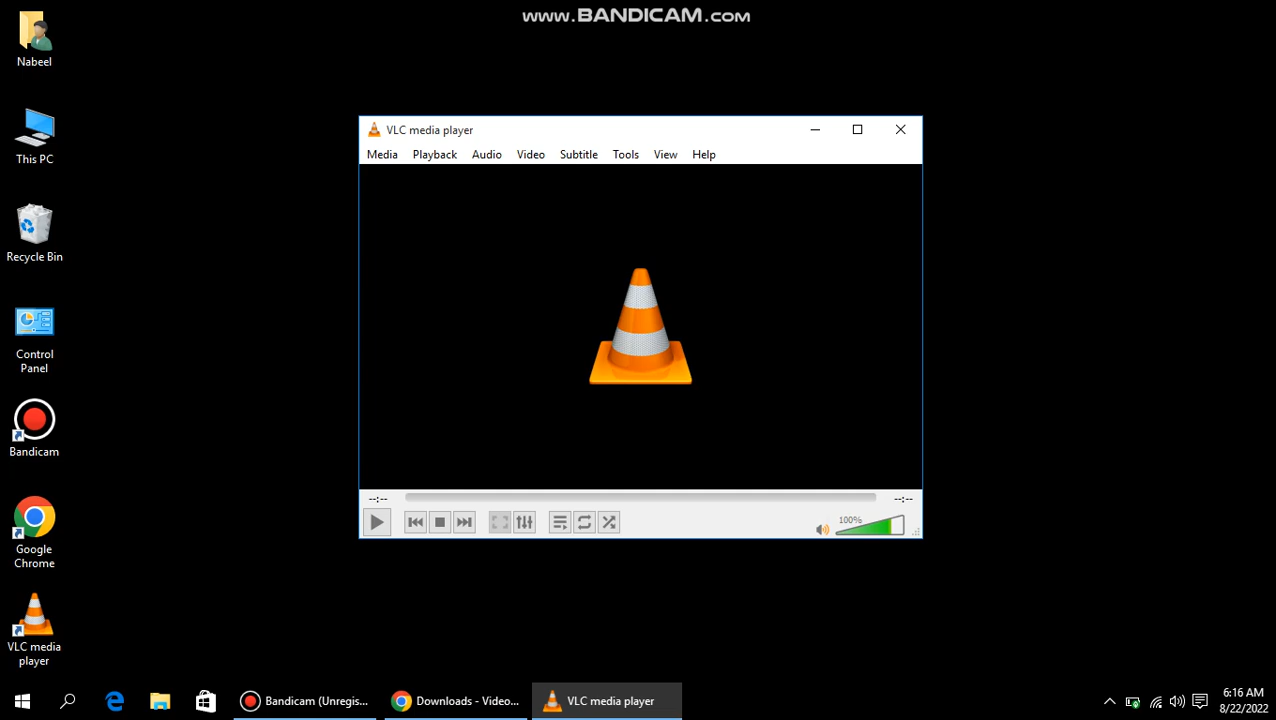 www.BANDICAM.com
Nabeel
This PC
Recycle Bin
Control
Panel
Bandicam
Google
Chrome
VLC media
player
VLC media player
Media Playback Audio Video Subtitle Tools View Help
--:-- --:--
100%
Bandicam (Unregis...
Downloads - Video...
VLC media player
6:16 AM
8/22/2022